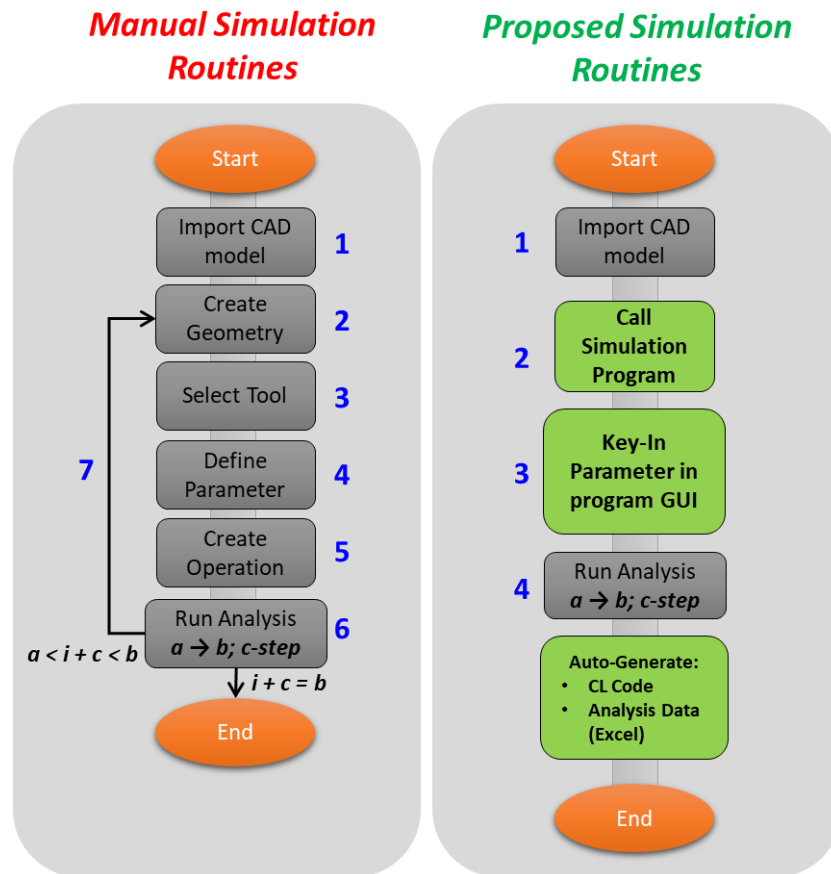 Manual Simulation
Routines
Start
Import CAD
model
1
Create
Geometry
2
Select Tool
3
7
Define
Parameter
4
Create
Operation
5
Run Analysis
a → b; c-step
6
a < i + c < b
i + c = b
End
Proposed Simulation
Routines
Start
1
Import CAD
model
2
Call
Simulation
Program
3
Key-In
Parameter in
program GUI
4
Run Analysis
a → b; c-step
Auto-Generate:
• CL Code
• Analysis Data
(Excel)
End